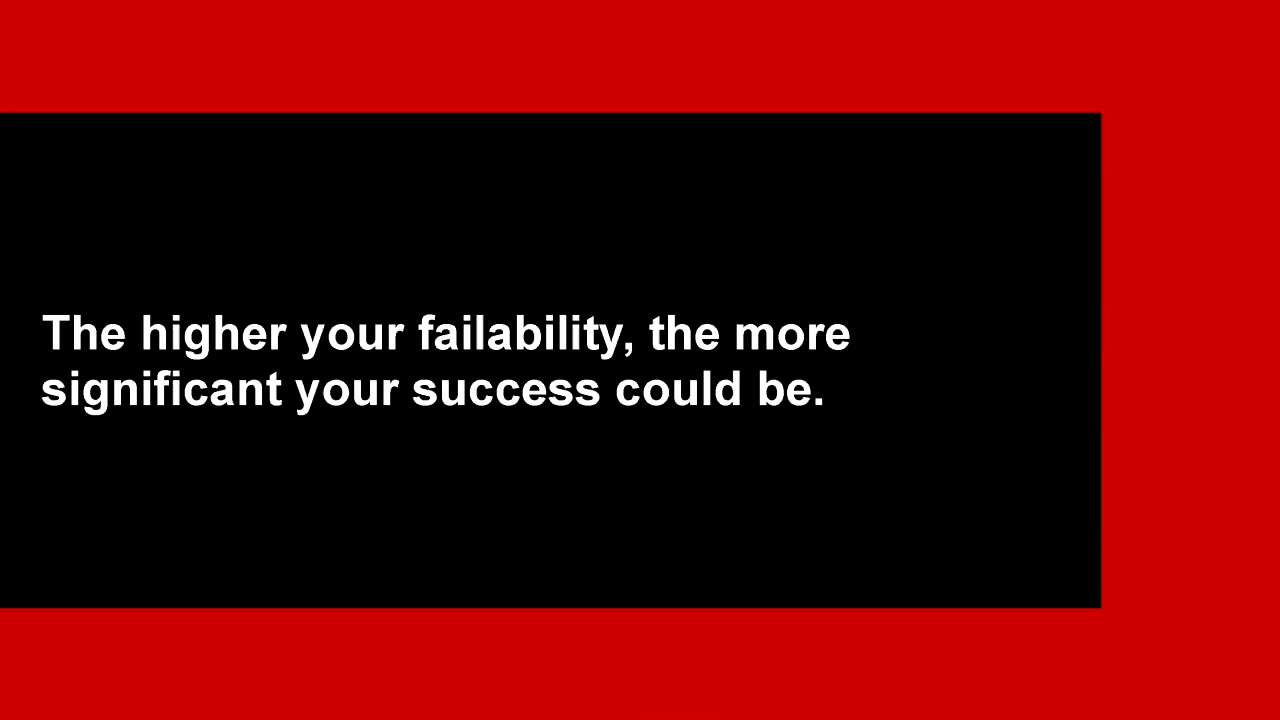 The higher your failability, the more
significant your success could be.